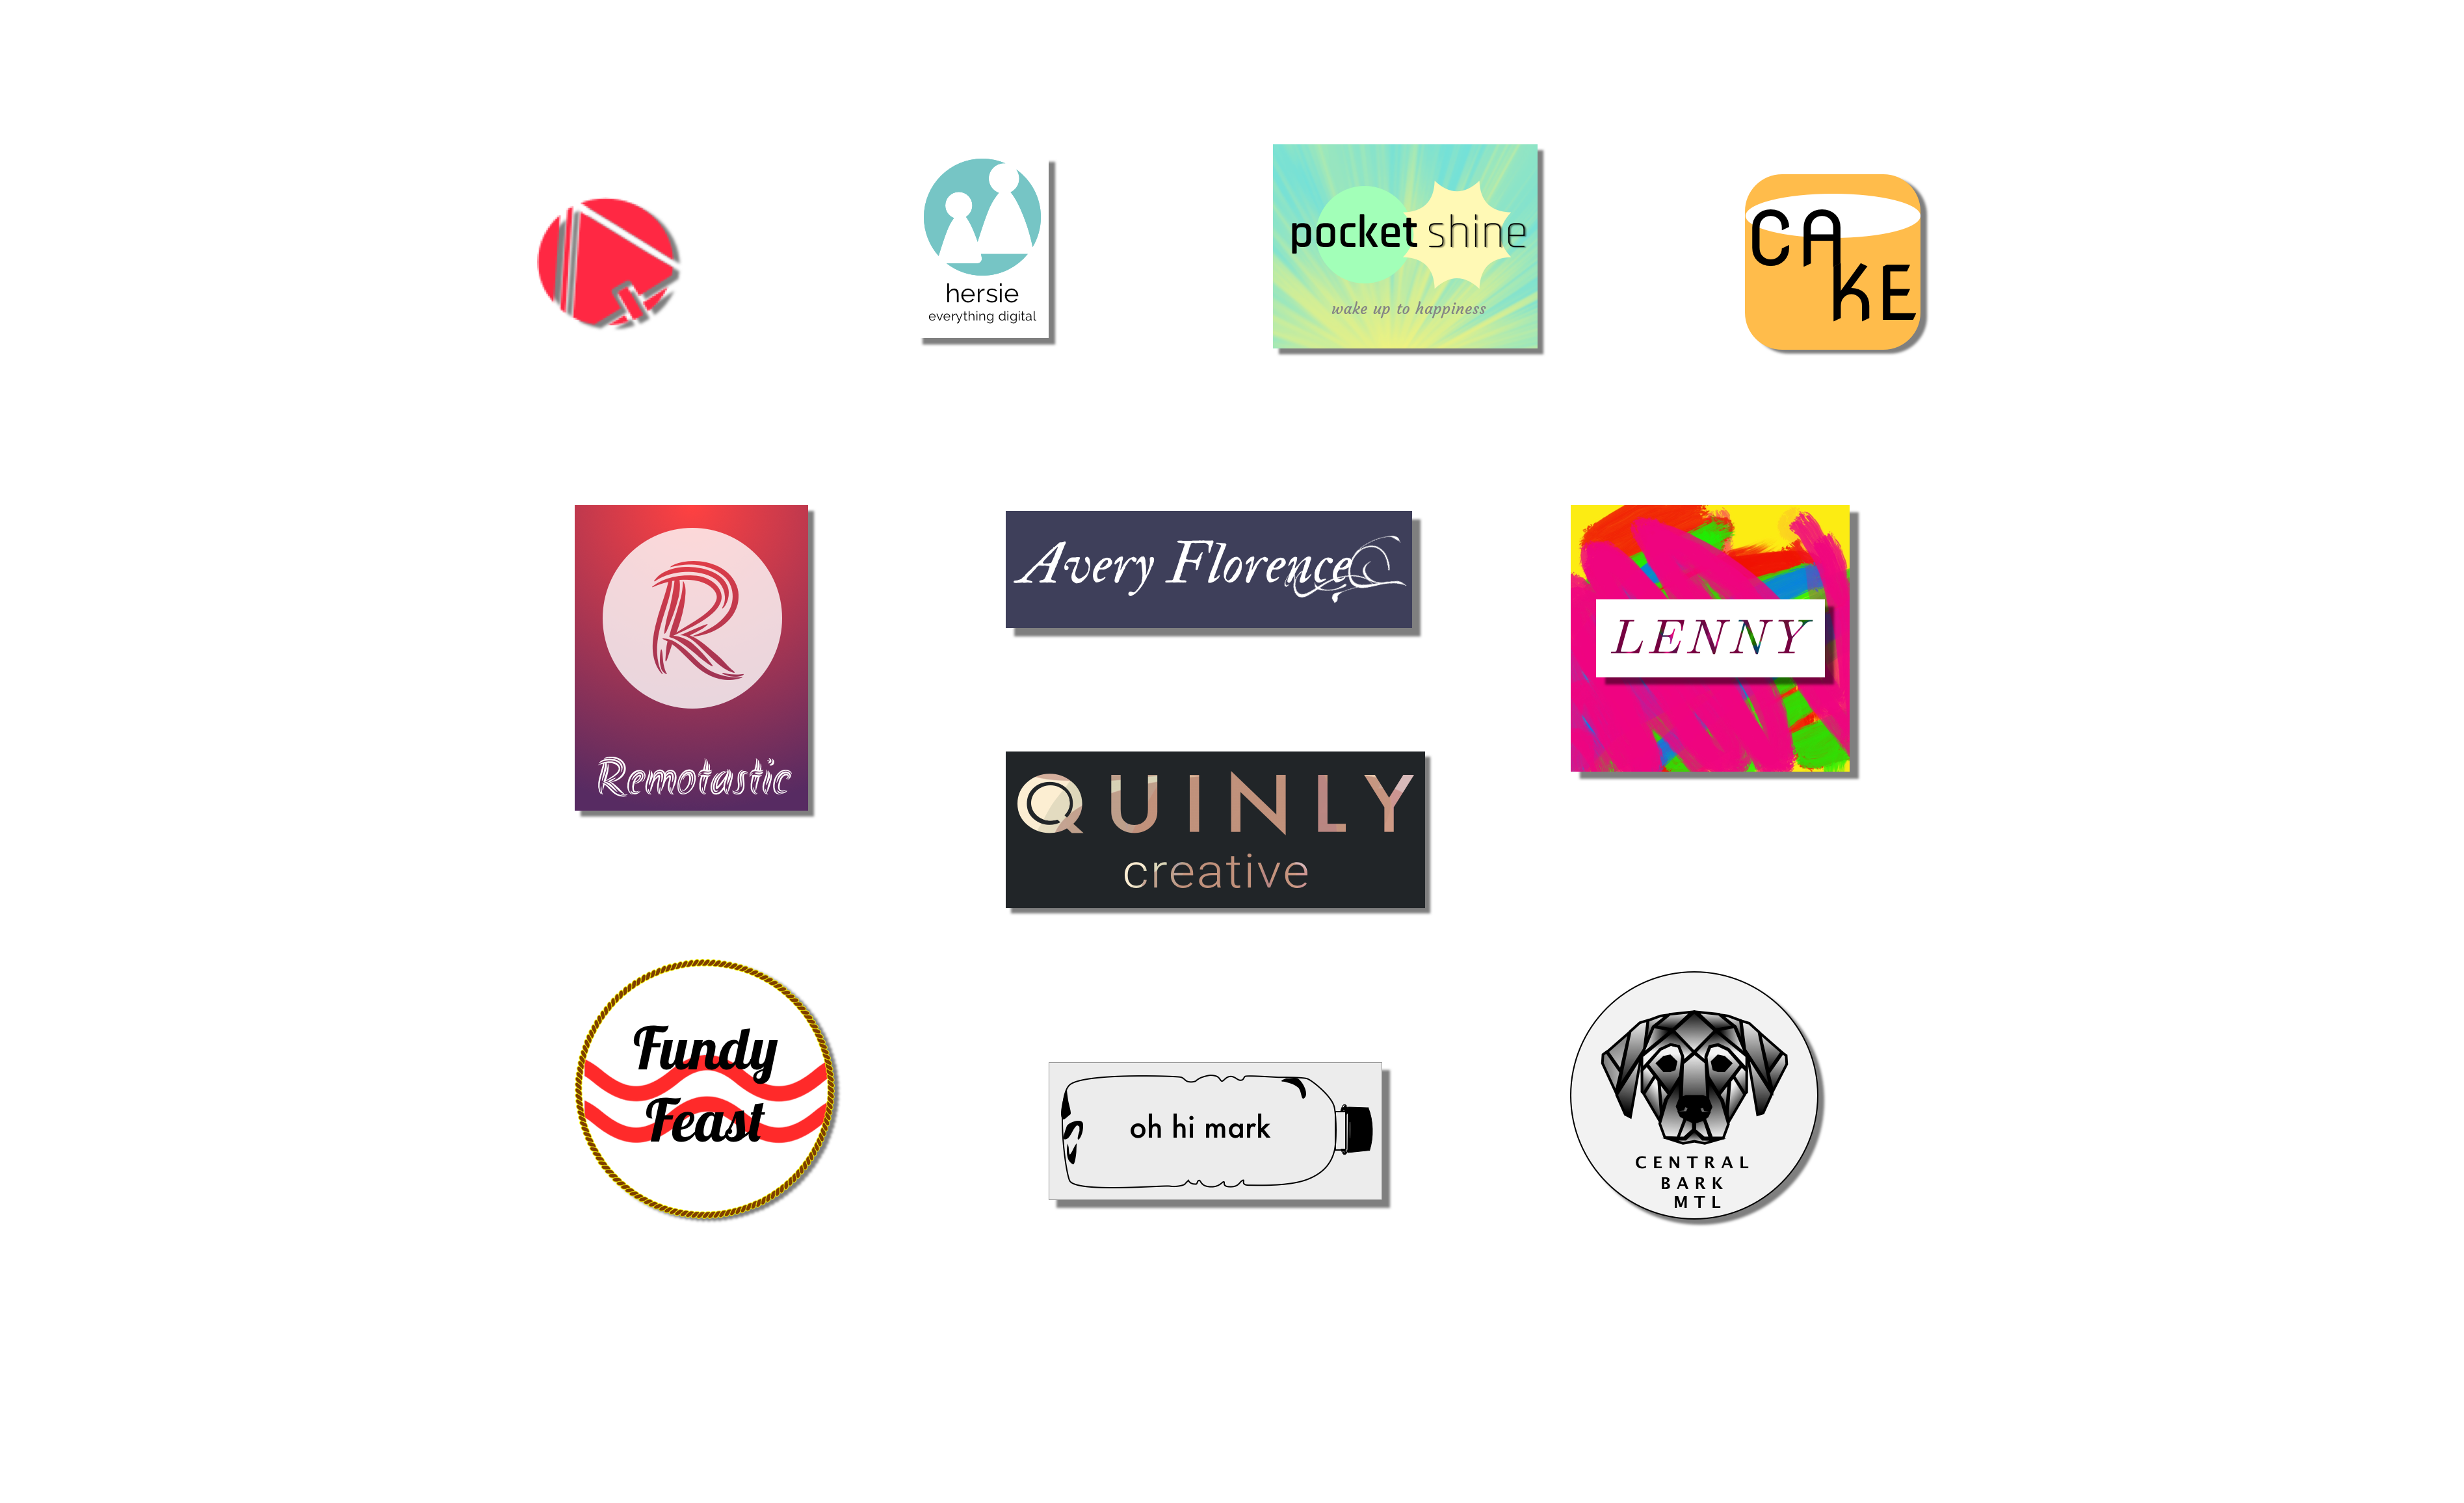 hersie
everything digital
pocket shine
wake up to happiness
CA
KE
R
Remotastic
Avery Florence
LENNY
QUINLY
creative
Fundy
Feast
oh hi mark
CENTRAL
BARK
MTL